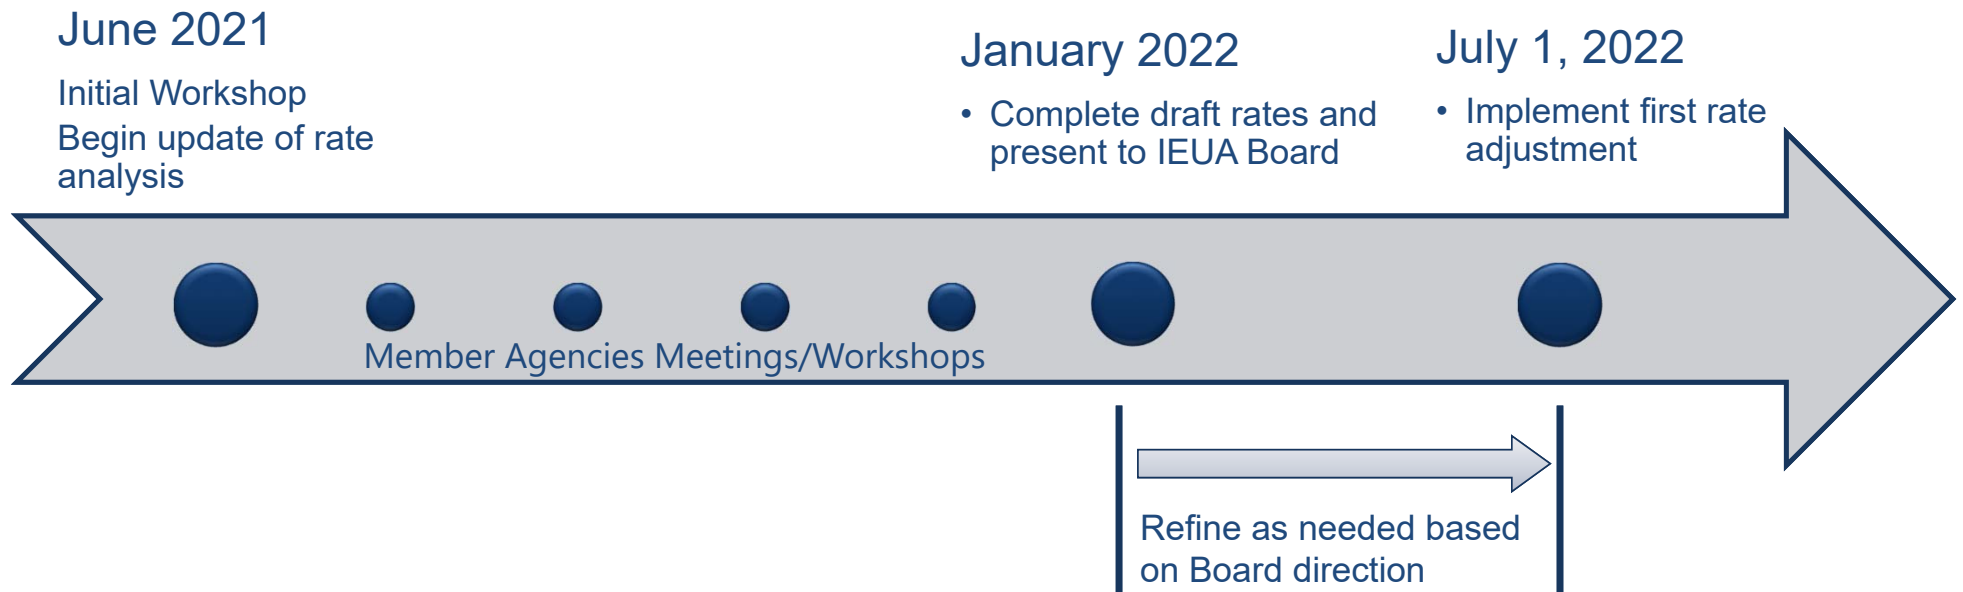 June 2021
Initial Workshop
Begin update of rate
analysis
January 2022
• Complete draft rates and
present to IEUA Board
July 1, 2022
• Implement first rate
adjustment
Member Agencies Meetings/Workshops
Refine as needed based
on Board direction